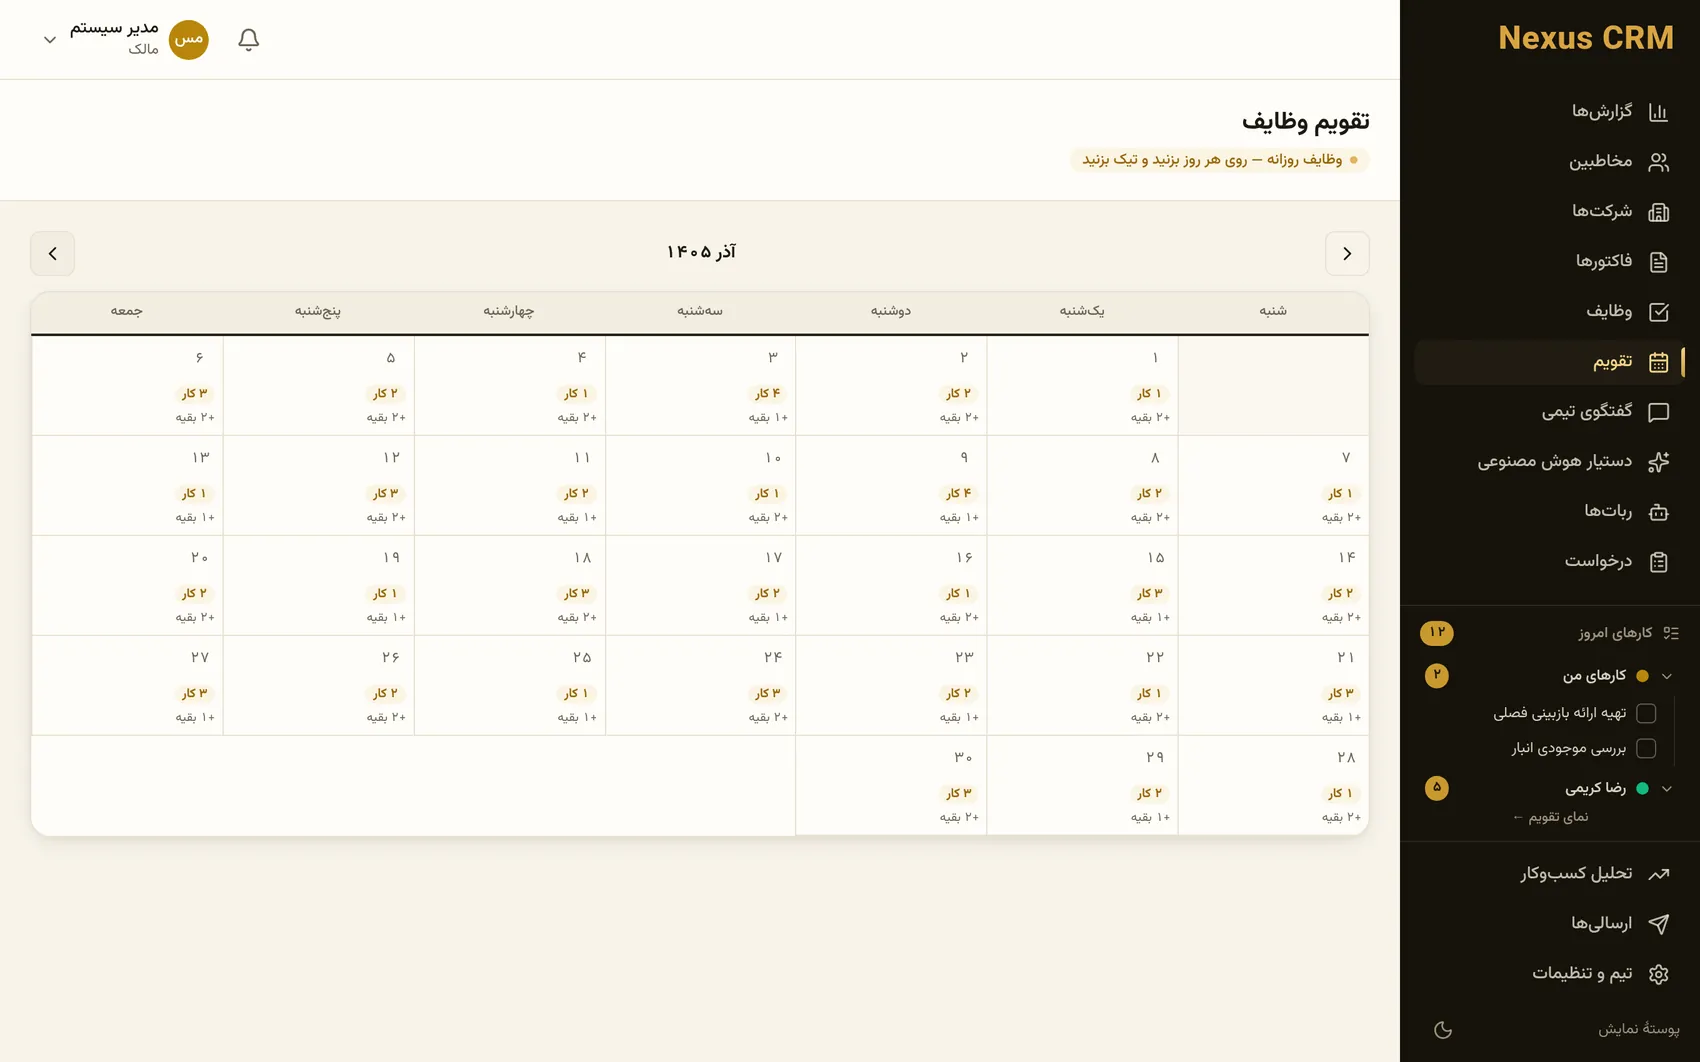 Nexus CRM
گزارش‌ها
مخاطبین
شرکت‌ها
فاکتورها
وظایف
تقویم
گفتگوی تیمی
دستیار هوش مصنوعی
ربات‌ها
درخواست
کارهای امروز ۱۲
کارهای من ۲
تهیه ارائه بازبینی فصلی
بررسی موجودی انبار
رضا کریمی ۵
نمای تقویم ←
تحلیل کسب‌وکار
ارسالی‌ها
تیم و تنظیمات
پوستهٔ نمایش
مس
مدیر سیستم
مالک
تقویم وظایف
وظایف روزانه — روی هر روز بزنید و تیک بزنید
آذر ۱۴۰۵
شنبه یک‌شنبه دوشنبه سه‌شنبه چهارشنبه پنج‌شنبه جمعه
۱ ۲ ۳ ۴ ۵ ۶
۱ کار ۲ کار ۴ کار ۱ کار ۲ کار ۳ کار
+۲ بقیه +۲ بقیه +۱ بقیه +۲ بقیه +۲ بقیه +۲ بقیه
۷ ۸ ۹ ۱۰ ۱۱ ۱۲ ۱۳
۱ کار ۲ کار ۴ کار ۱ کار ۲ کار ۳ کار ۱ کار
+۲ بقیه +۱ بقیه +۱ بقیه +۲ بقیه +۱ بقیه +۲ بقیه +۱ بقیه
۱۴ ۱۵ ۱۶ ۱۷ ۱۸ ۱۹ ۲۰
۲ کار ۳ کار ۱ کار ۲ کار ۳ کار ۱ کار ۲ کار
+۲ بقیه +۱ بقیه +۲ بقیه +۱ بقیه +۲ بقیه +۱ بقیه +۲ بقیه
۲۱ ۲۲ ۲۳ ۲۴ ۲۵ ۲۶ ۲۷
۳ کار ۱ کار ۲ کار ۳ کار ۱ کار ۲ کار ۳ کار
+۱ بقیه +۲ بقیه +۱ بقیه +۲ بقیه +۱ بقیه +۲ بقیه +۱ بقیه
۲۸ ۲۹ ۳۰
۱ کار ۲ کار ۳ کار
+۲ بقیه +۱ بقیه +۲ بقیه